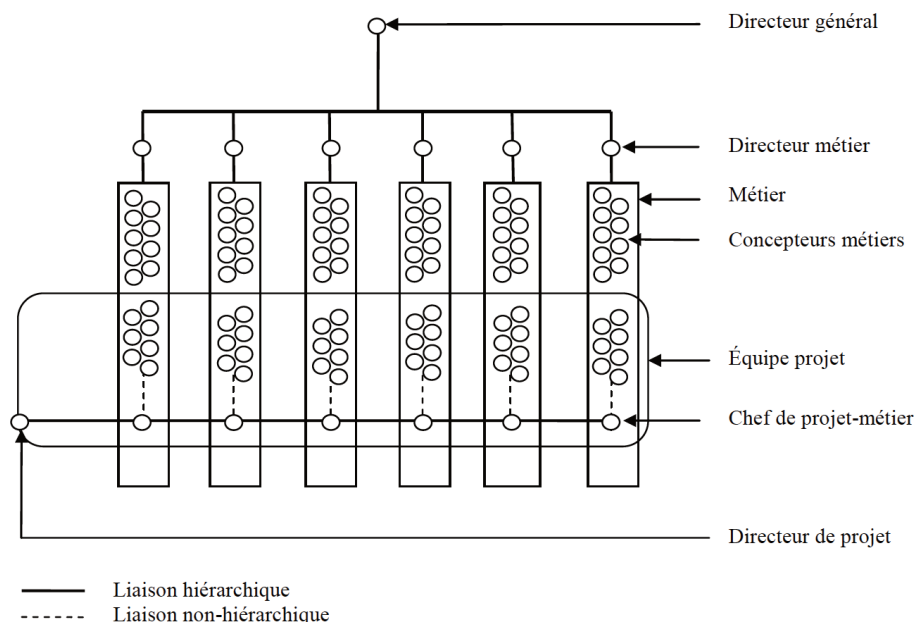 Directeur général
Directeur métier
Métier
Concepteurs métiers
Équipe projet
Chef de projet-métier
Directeur de projet
Liaison hiérarchique
Liaison non-hiérarchique